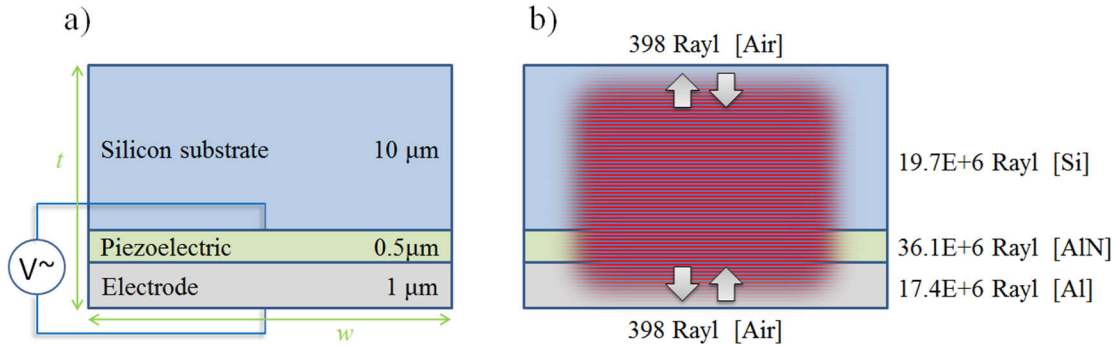 a)
t
Silicon substrate 10 μm
Piezoelectric 0.5μm
V~
Electrode 1 μm
w
b)
398 Rayl [Air]
19.7E+6 Rayl [Si]
36.1E+6 Rayl [AlN]
17.4E+6 Rayl [Al]
398 Rayl [Air]